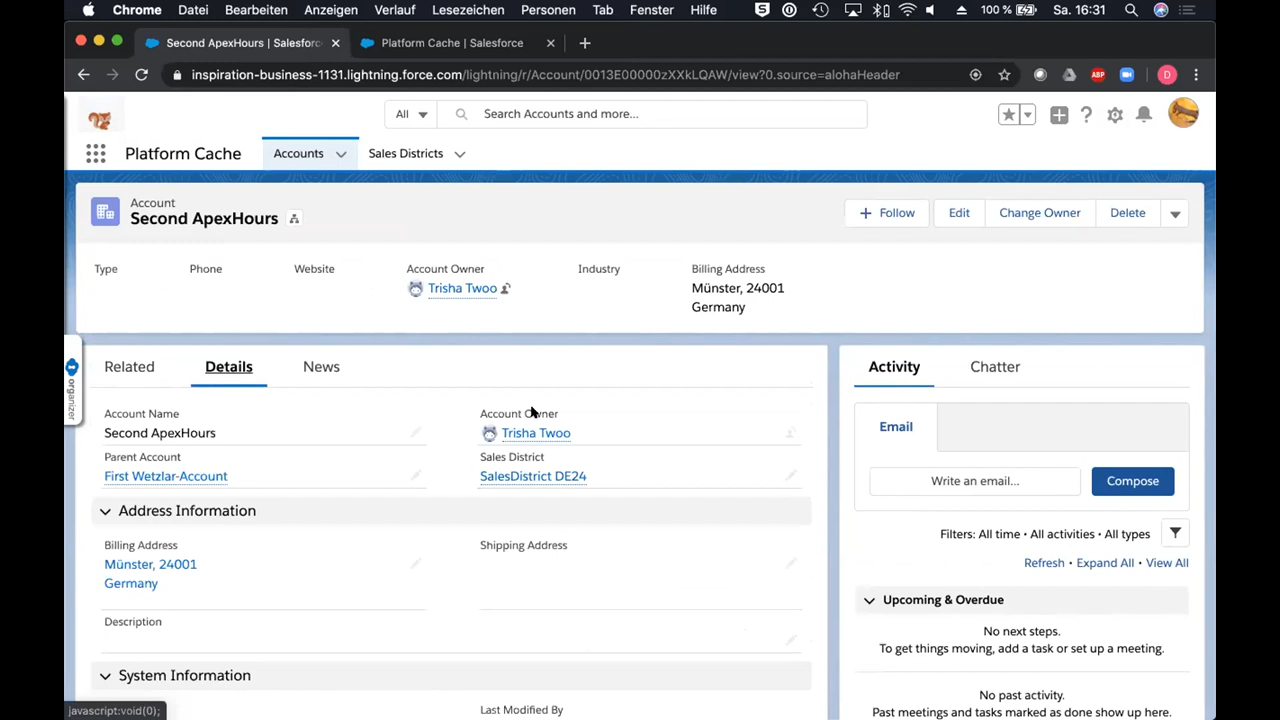 Chrome Datei Bearbeiten Anzeigen Verlauf Lesezeichen Personen Tab Fenster Hilfe 100 % Sa. 16:31
Second ApexHours | Salesforc Platform Cache | Salesforce
inspiration-business-1131.lightning.force.com/lightning/r/Account/0013E00000zXXkLQAW/view?0.source=alohaHeader ABP D
All Search Accounts and more...
Platform Cache Accounts Sales Districts
Account
Second ApexHours
+ Follow Edit Change Owner Delete
Type Phone Website Account Owner Industry Billing Address
Trisha Twoo Münster, 24001
Germany
organizer
Related Details News
Account Name Account Owner
Second ApexHours Trisha Twoo
Parent Account Sales District
First Wetzlar-Account SalesDistrict DE24
Address Information
Billing Address Shipping Address
Münster, 24001
Germany
Description
System Information
Last Modified By
javascript:void(0);
Activity Chatter
Email
Write an email... Compose
Filters: All time • All activities • All types
Refresh • Expand All • View All
Upcoming & Overdue
No next steps.
To get things moving, add a task or set up a meeting.
No past activity.
Past meetings and tasks marked as done show up here.